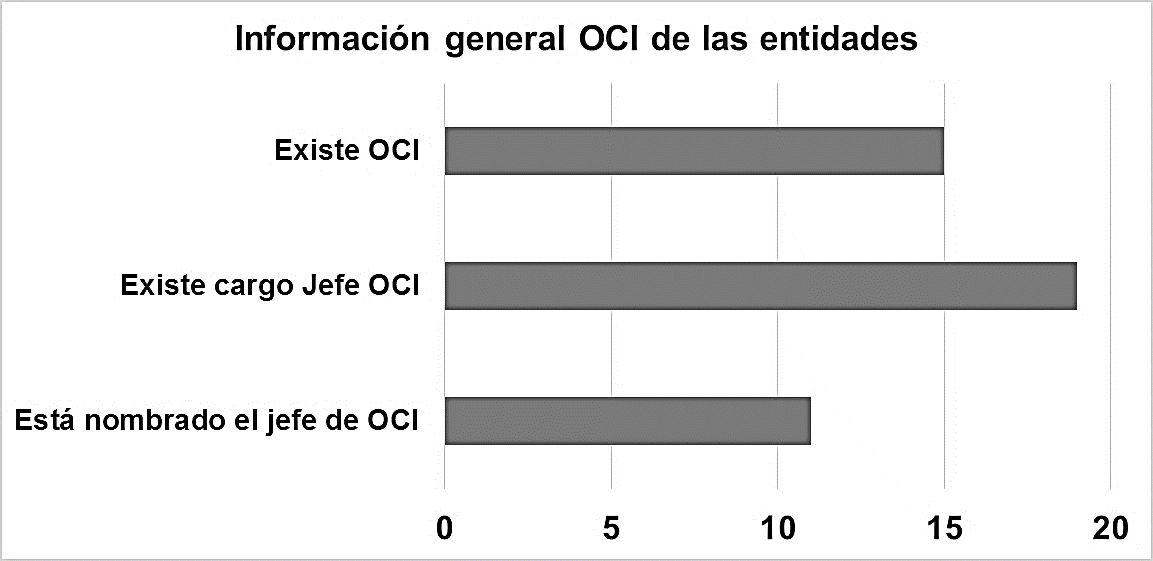 Información general OCI de las entidades
Existe OCI
Existe cargo Jefe OCI
Está nombrado el jefe de OCI
0 5 10 15 20